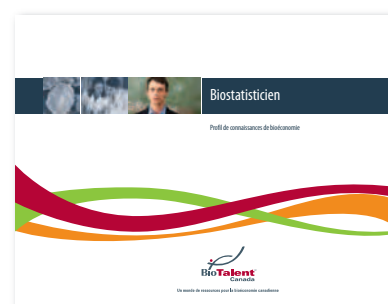 Biostatisticien
Profil de connaissances de bioéconomie
BioTalent
Canada
Un monde de ressources pour la bioéconomie canadienne